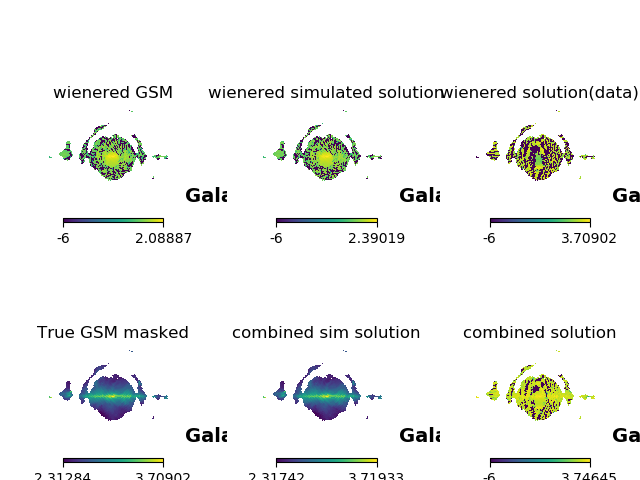 wienered GSM
wienered simulated solution
wienered solution(data)
Gala
Gala
Ga
-6 2.08887
-6 2.39019
-6 3.70902
True GSM masked
combined sim solution
combined solution
Gala
Gala
Ga
2.31284 3.70902
2.31742 3.71933
-6 3.74645